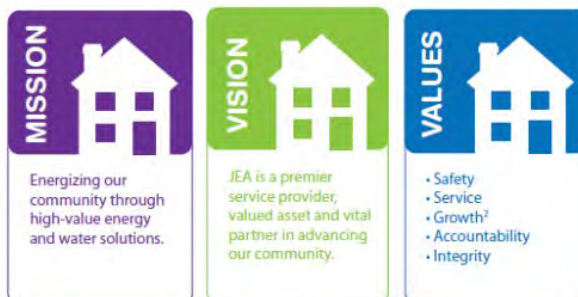 MISSION
Energizing our
community through
high-value energy
and water solutions.
VISION
JEA is a premier
service provider,
valued asset and vital
partner in advancing
our community.
VALUES
• Safety
• Service
• Growth²
• Accountability
• Integrity